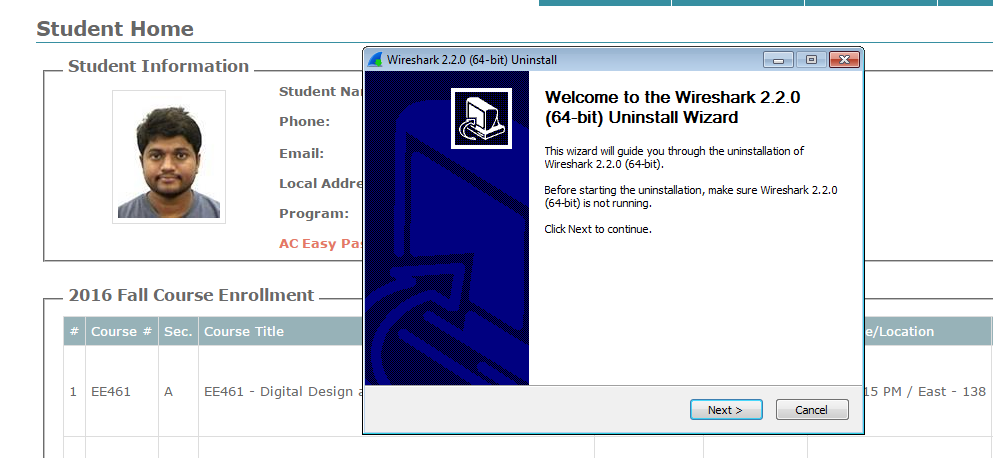 Student Home
Student Information
Student Nam
Phone:
Email:
Local Addre
Program:
AC Easy Pas
Wireshark 2.2.0 (64-bit) Uninstall
Welcome to the Wireshark 2.2.0
(64-bit) Uninstall Wizard
This wizard will guide you through the uninstallation of
Wireshark 2.2.0 (64-bit).
Before starting the uninstallation, make sure Wireshark 2.2.0
(64-bit) is not running.
Click Next to continue.
Next >
Cancel
2016 Fall Course Enrollment
# Course # Sec. Course Title e/Location
1 EE461 A EE461 - Digital Design a 15 PM / East - 138